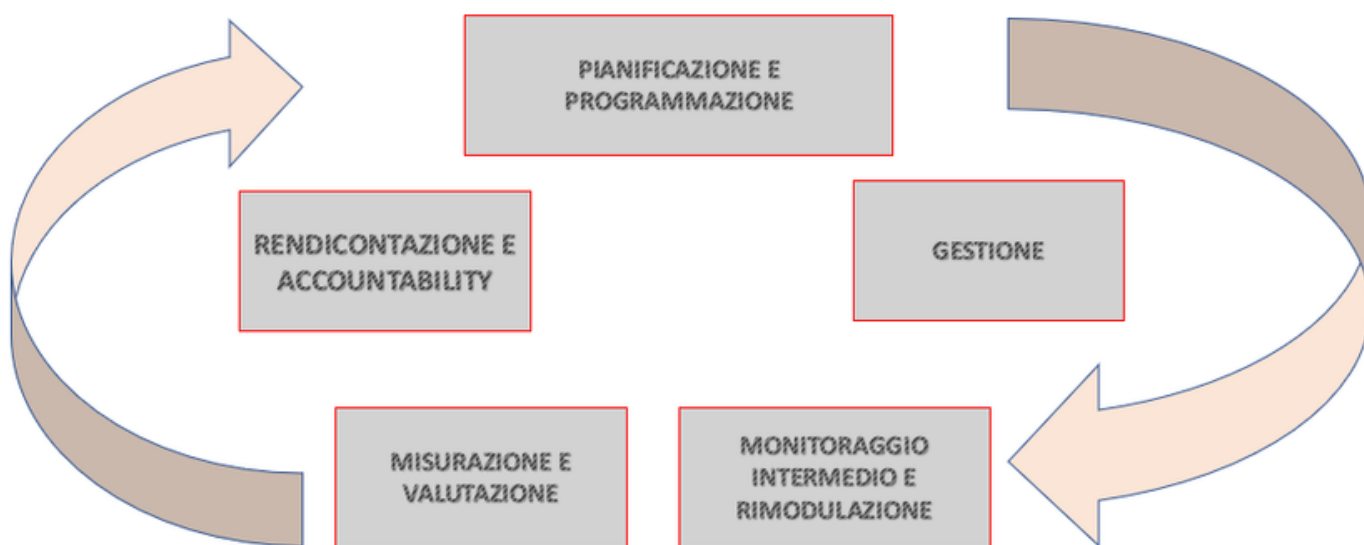 PIANIFICAZIONE E
PROGRAMMAZIONE
RENDICONTAZIONE E
ACCOUNTABILITY
GESTIONE
MISURAZIONE E
VALUTAZIONE
MONITORAGGIO
INTERMEDIO E
RIMODULAZIONE